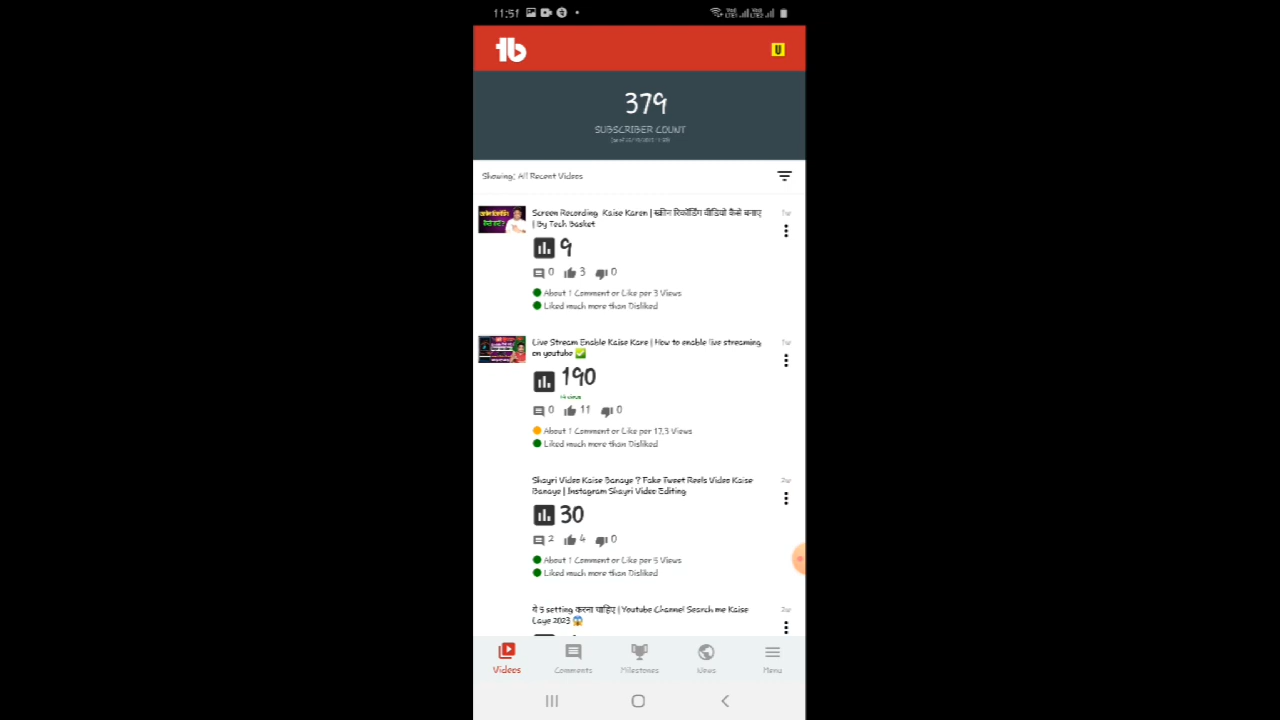 11:51
tb
U
379
SUBSCRIBER COUNT
Showing: All Recent Videos
Screen Recording Kaise Karen | स्क्रीन रिकॉर्डिंग वीडियो कैसे बनाए
| By Tech Basket
1w
9
0 3 0
About 1 Comment or Like per 3 Views
Liked much more than Disliked
Live Stream Enable Kaise Kare | How to enable live streaming
on youtube ✅
1w
190
0 11 0
About 1 Comment or Like per 17.3 Views
Liked much more than Disliked
Shayri Video Kaise Banaye ? Fake Tweet Reels Video Kaise
Banaye | Instagram Shayri Video Editing
2w
30
2 4 0
About 1 Comment or Like per 5 Views
Liked much more than Disliked
ये 5 setting करना चाहिए | Youtube Channel Search me Kaise
Laye 2023 😱
2w
Videos Comments Milestones News Menu